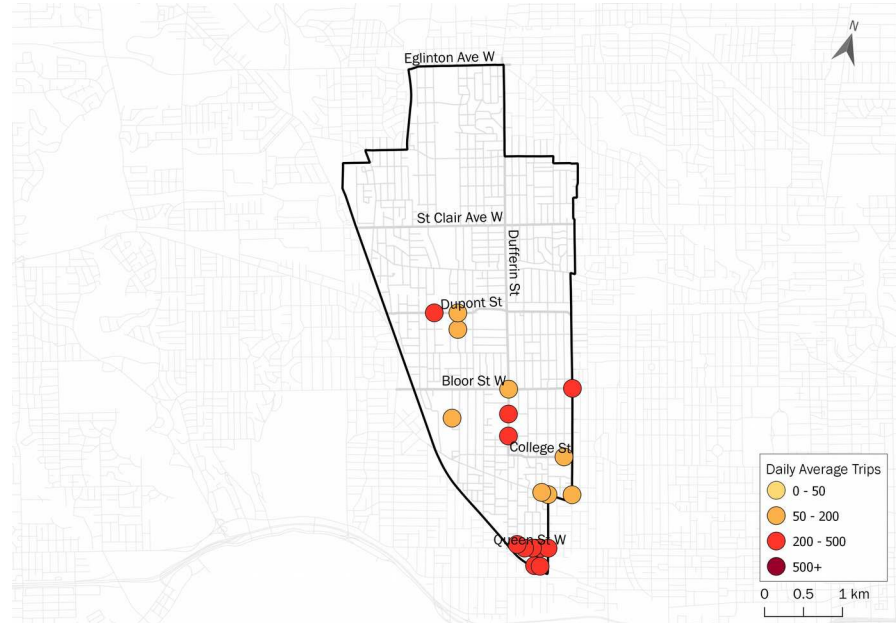 N
Eglinton Ave W
St Clair Ave W
Dufferin St
Dupont St
Bloor St W
College St
Queen St W
Daily Average Trips
0 - 50
50 - 200
200 - 500
500+
0 0.5 1 km